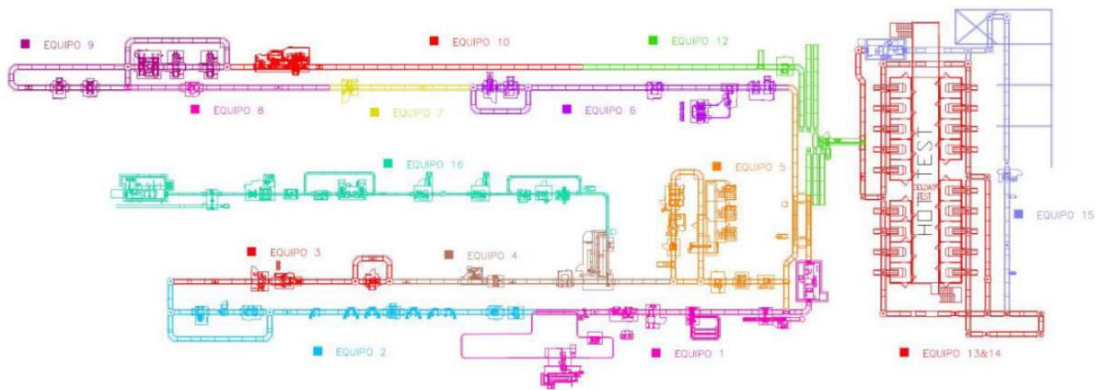 EQUIPO 9
EQUIPO 10
EQUIPO 12
EQUIPO 8
EQUIPO 7
EQUIPO 6
EQUIPO 16
EQUIPO 5
HOT TEST
EQUIPO 15
EQUIPO 3
EQUIPO 4
EQUIPO 2
EQUIPO 1
EQUIPO 13&14